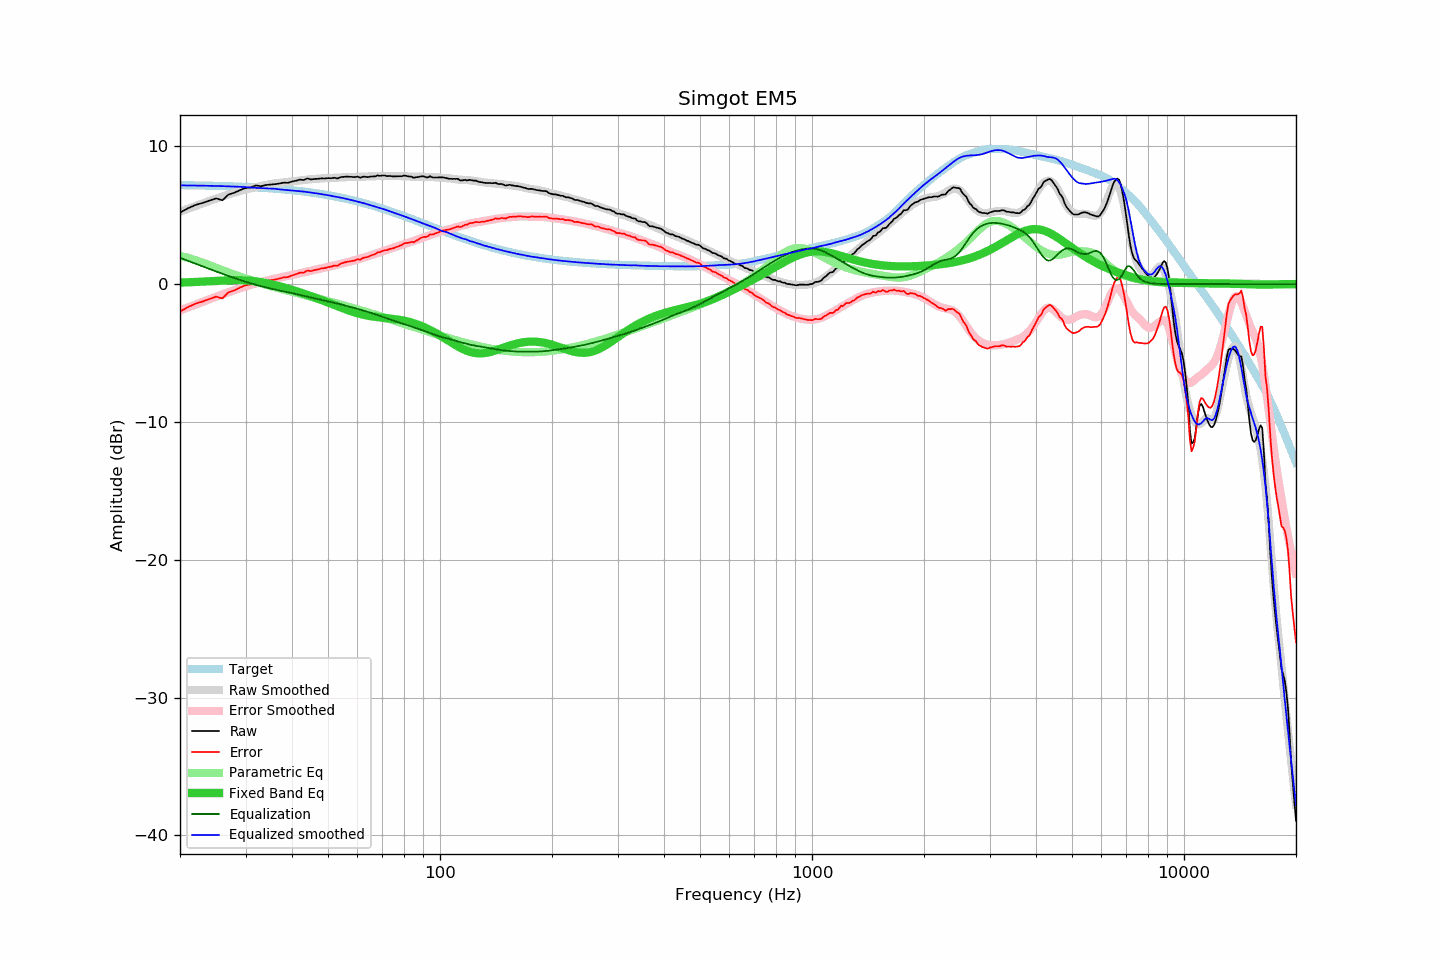 Simgot EM5
10
0
−10
−20
−30
−40
Amplitude (dBr)
Target
Raw Smoothed
Error Smoothed
Raw
Error
Parametric Eq
Fixed Band Eq
Equalization
Equalized smoothed
100
1000
10000
Frequency (Hz)